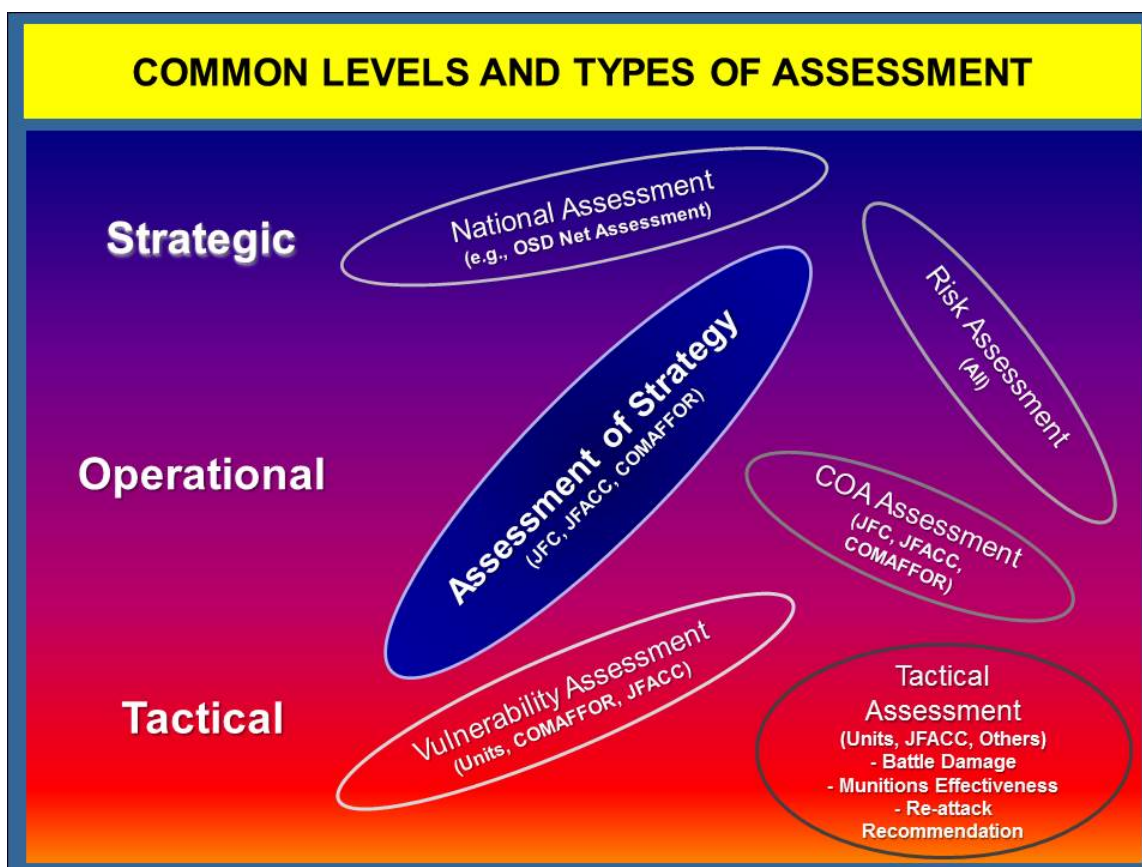 COMMON LEVELS AND TYPES OF ASSESSMENT
Strategic
National Assessment
(e.g., OSD Net Assessment)
Risk Assessment
(All)
Assessment of Strategy
(JFC, JFACC, COMAFFOR)
Operational
COA Assessment
(JFC, JFACC,
COMAFFOR)
Tactical
Vulnerability Assessment
(Units, COMAFFOR, JFACC)
Tactical
Assessment
(Units, JFACC, Others)
- Battle Damage
- Munitions Effectiveness
- Re-attack
Recommendation